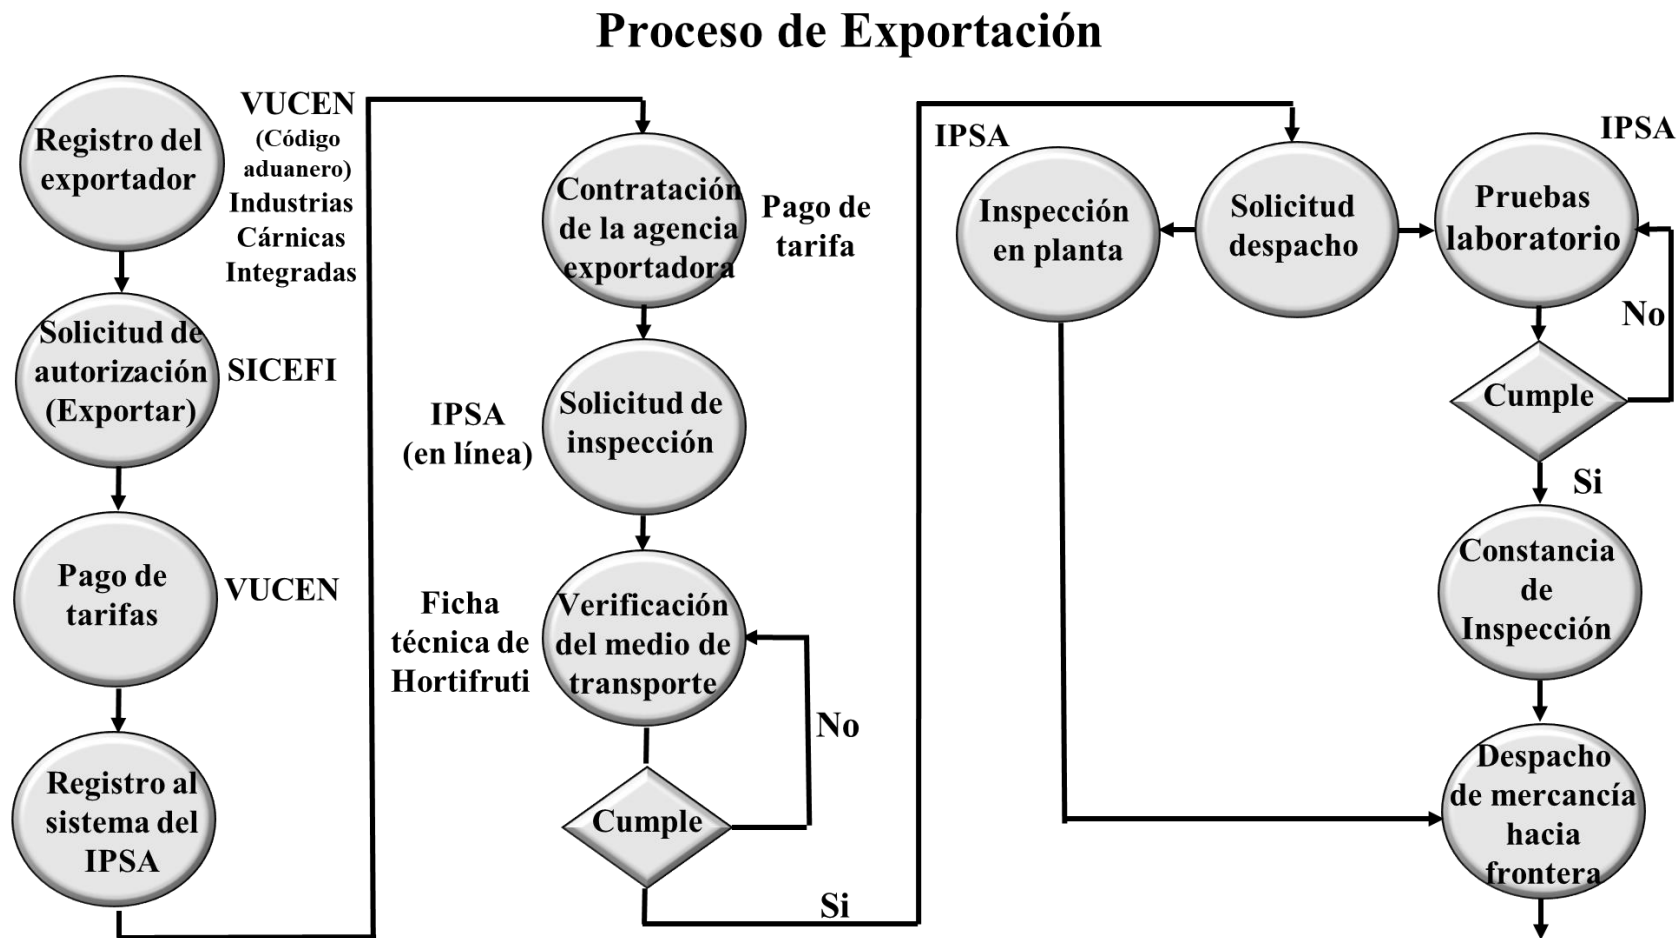 Proceso de Exportación
Registro del
exportador
VUCEN
(Código
aduanero)
Industrias
Cárnicas
Integradas
Solicitud de
autorización
(Exportar)
SICEFI
Pago de
tarifas
VUCEN
Registro al
sistema del
IPSA
Contratación
de la agencia
exportadora
Pago de
tarifa
IPSA
(en línea)
Solicitud de
inspección
Ficha
técnica de
Hortifruti
Verificación
del medio de
transporte
No
Cumple
Si
IPSA
Inspección
en planta
Solicitud
despacho
IPSA
Pruebas
laboratorio
No
Cumple
Si
Constancia
de
Inspección
Despacho
de mercancía
hacia
frontera